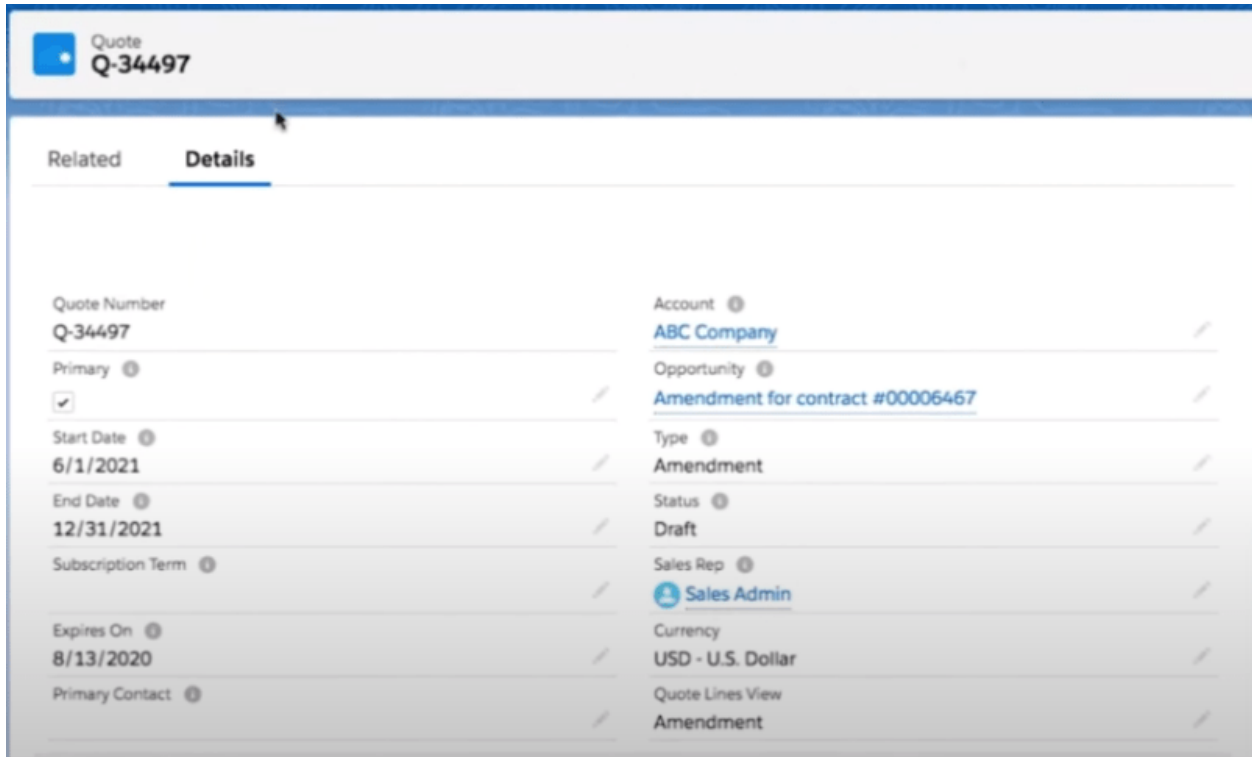 Quote
Q-34497
Related Details
Quote Number
Q-34497
Primary
Start Date
6/1/2021
End Date
12/31/2021
Subscription Term
Expires On
8/13/2020
Primary Contact
Account
ABC Company
Opportunity
Amendment for contract #00006467
Type
Amendment
Status
Draft
Sales Rep
Sales Admin
Currency
USD - U.S. Dollar
Quote Lines View
Amendment